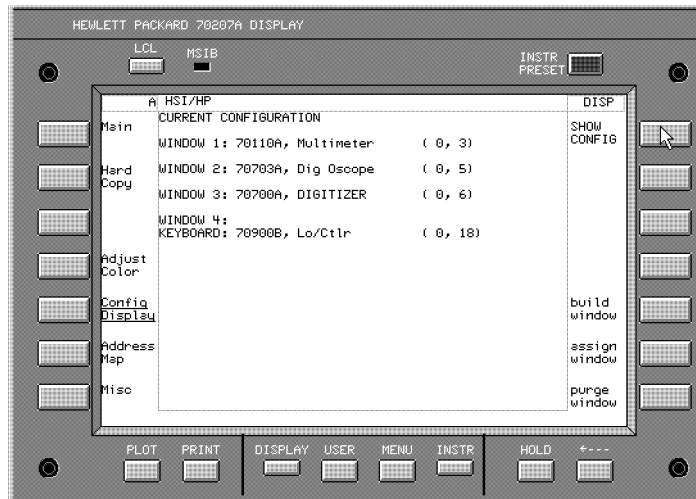 HEWLETT PACKARD 70207A DISPLAY
LCL
MSIB
INSTR
PRESET
A HSI/HP
DISP
CURRENT CONFIGURATION
WINDOW 1: 70110A, Multimeter ( 0, 3)
WINDOW 2: 70703A, Dig Oscope ( 0, 5)
WINDOW 3: 70700A, DIGITIZER ( 0, 6)
WINDOW 4:
KEYBOARD: 70900B, Lo/Ctlr ( 0, 18)
Main
Hard
Copy
Adjust
Color
Config
Display
Address
Map
Misc
SHOW
CONFIG
build
window
assign
window
purge
window
PLOT
PRINT
DISPLAY
USER
MENU
INSTR
HOLD
←---